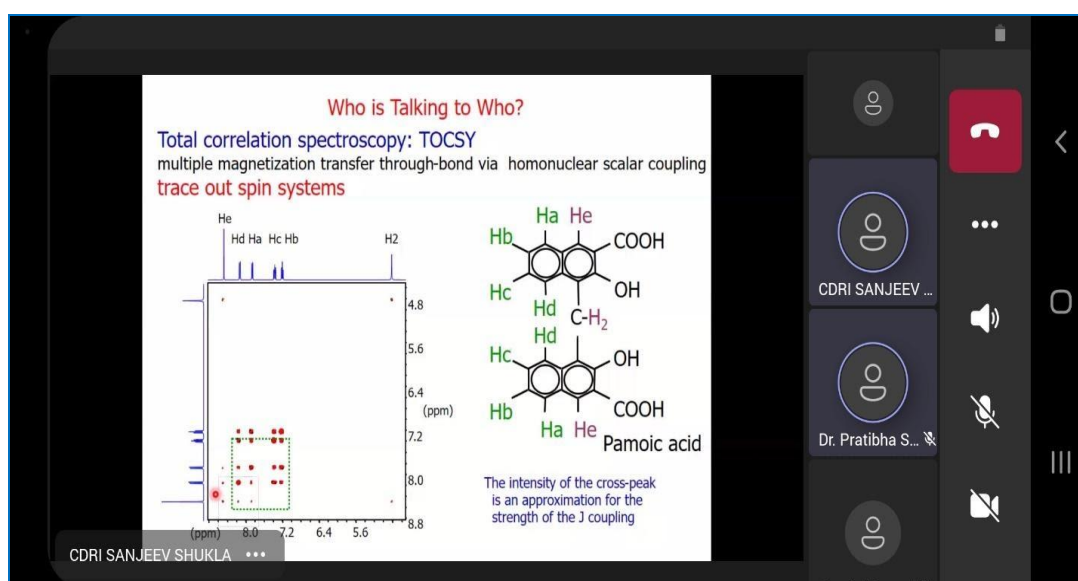 Who is Talking to Who?
Total correlation spectroscopy: TOCSY
multiple magnetization transfer through-bond via homonuclear scalar coupling
trace out spin systems
He
Hd Ha Hc Hb
H2
4.8
5.6
6.4
(ppm)
7.2
8.0
8.8
(ppm) 8.0 7.2 6.4 5.6
Ha He
Hb
COOH
Hc
OH
Hd
C-H2
Hd
Hc
OH
Hb
COOH
Ha He
Pamoic acid
The intensity of the cross-peak
is an approximation for the
strength of the J coupling
CDRI SANJEEV SHUKLA
CDRI SANJEEV ...
Dr. Pratibha S...